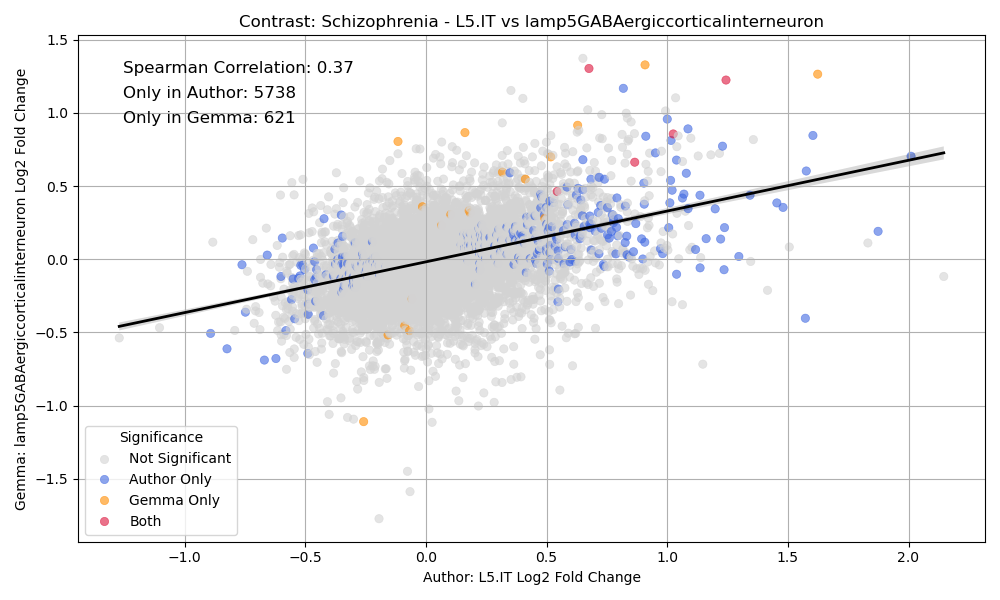 Contrast: Schizophrenia - L5.IT vs lamp5GABAergiccorticalinterneuron
Gemma: lamp5GABAergiccorticalinterneuron Log2 Fold Change
1.5
1.0
0.5
0.0
−0.5
−1.0
−1.5
Spearman Correlation: 0.37
Only in Author: 5738
Only in Gemma: 621
Significance
Not Significant
Author Only
Gemma Only
Both
−1.0 −0.5 0.0 0.5 1.0 1.5 2.0
Author: L5.IT Log2 Fold Change